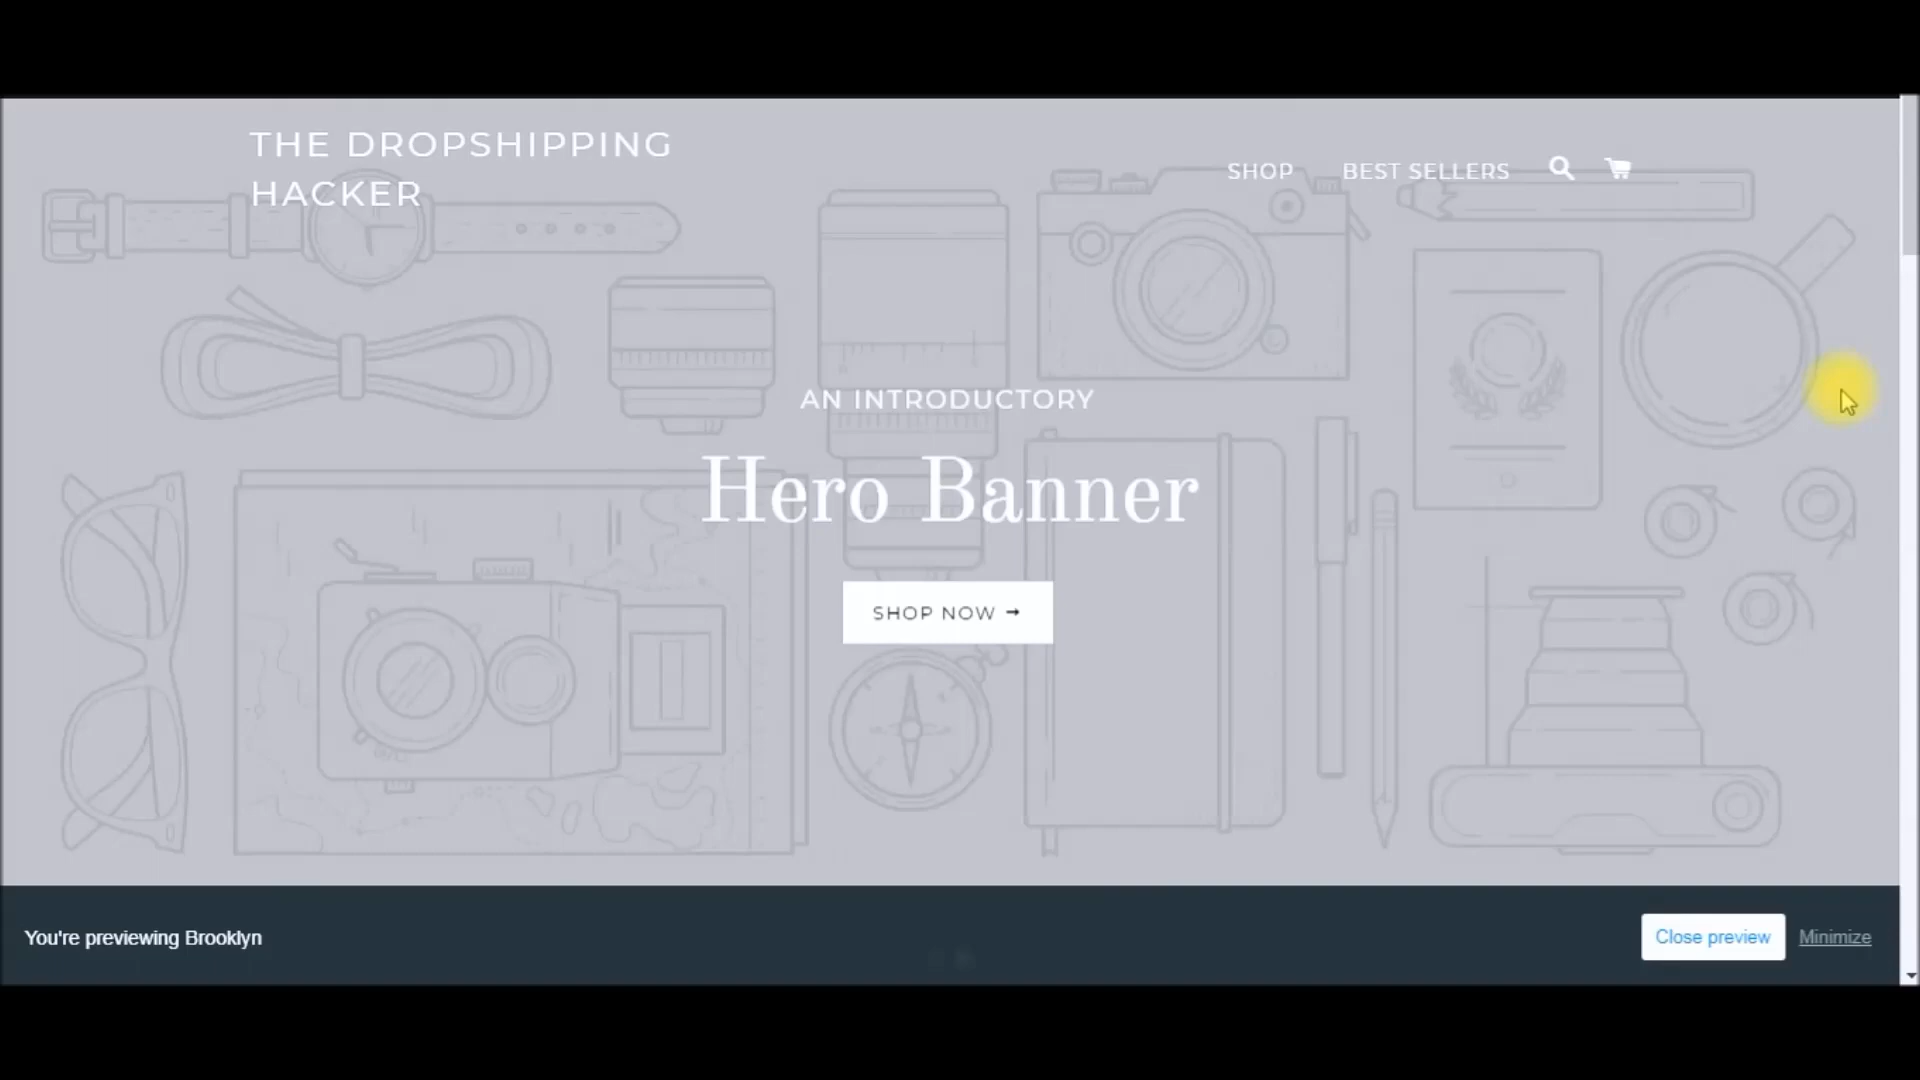 THE DROPSHIPPING
HACKER
SHOP
BEST SELLERS
AN INTRODUCTORY
Hero Banner
SHOP NOW →
You're previewing Brooklyn
Close preview
Minimize